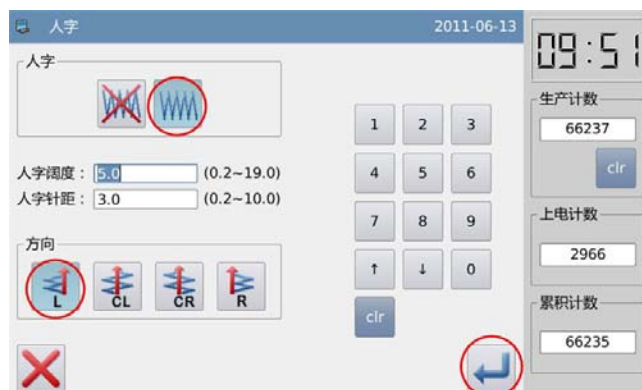 人字 2011-06-13
09:51
人字
人字阔度: 5.0 (0.2~19.0)
人字针距: 3.0 (0.2~10.0)
方向
L CL CR R
1 2 3
4 5 6
7 8 9
↑ ↓ 0
clr
生产计数
66237
clr
上电计数
2966
累积计数
66235